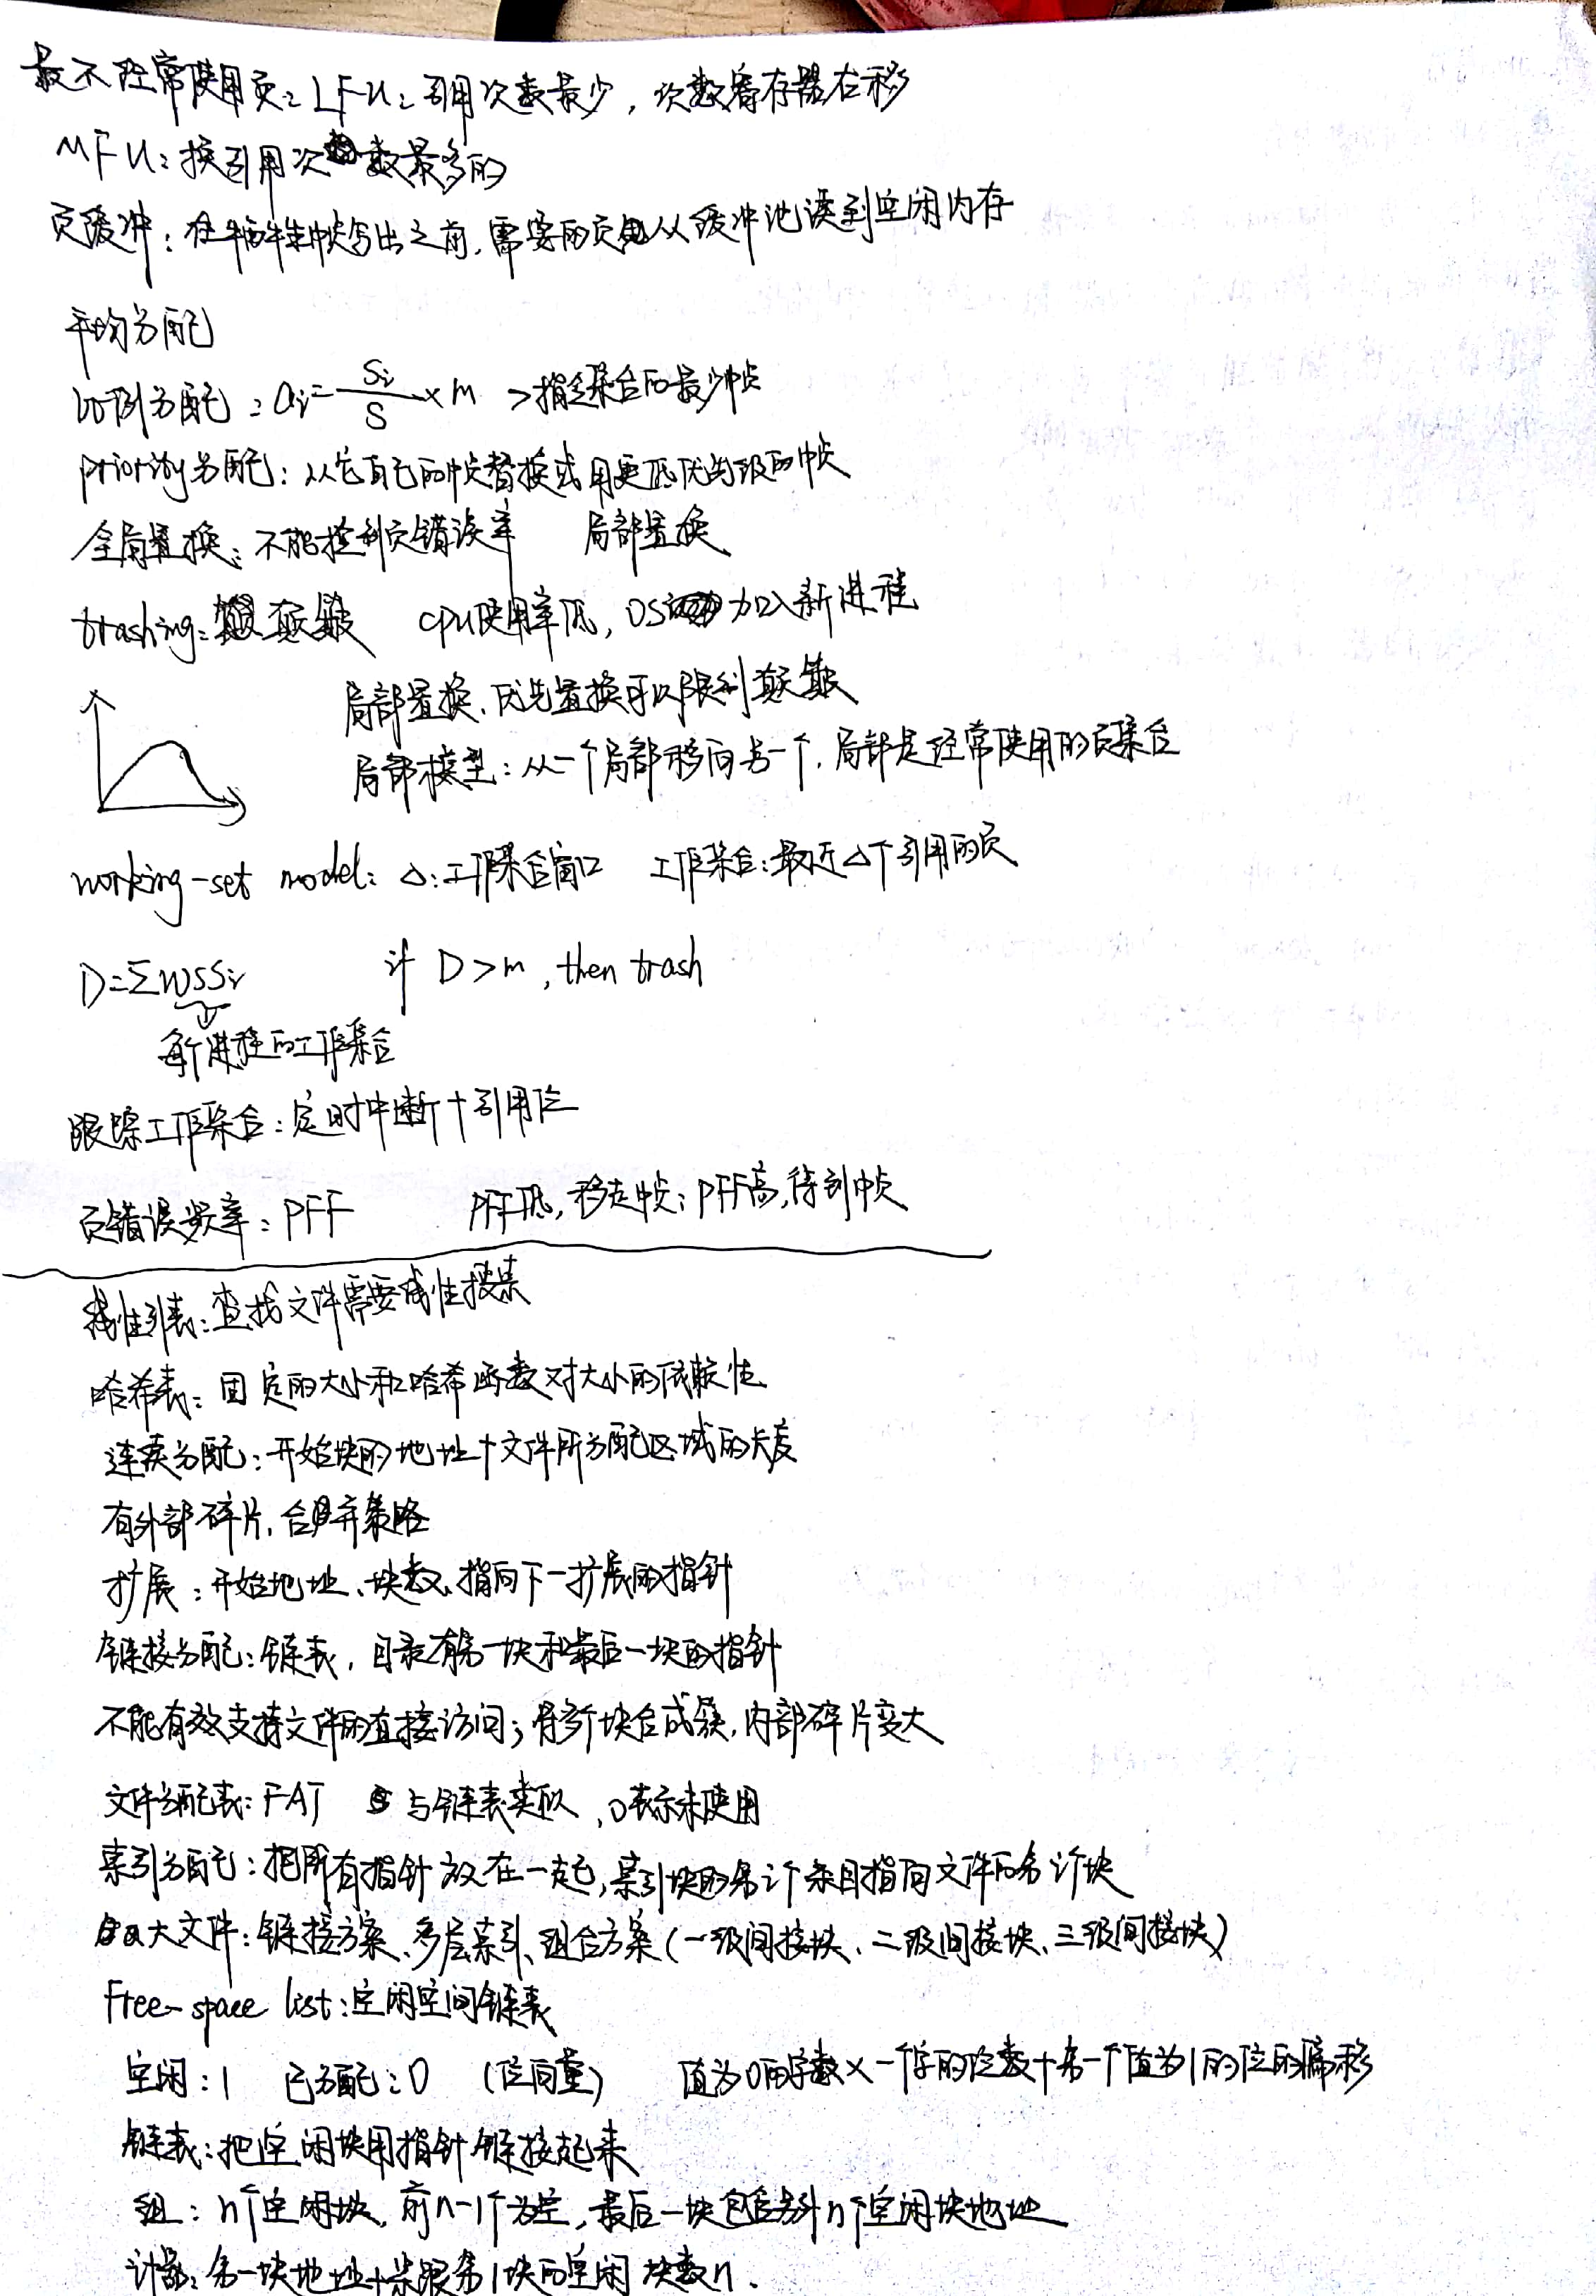 最不经常使用页：LFU：引用次数最少，次数寄存器右移
MFU：换引用次数最多的
页缓冲：在牺牲帧写出之前，需要的页从缓冲池读到空闲内存
平均分配
比例分配：ai=Si/S×m >指令集合的最少帧
priority分配：从它自己的帧替换或用更低优先级的帧
全局置换：不能控制页错误率 局部置换
trashing：颠簸 cpu使用率低，OS加入新进程
局部置换、优先置换可以限制颠簸
局部模型：从一个局部移向另一个，局部是经常使用的页集合
working-set model：Δ：工作集合窗口 工作集合：最近Δ个引用的页
D=ΣWSSi if D>m，then trash
每个进程的工作集合
跟踪工作集合：定时中断+引用位
页错误频率：PFF PFF低，移走帧；PFF高，得到帧
线性列表：查找文件需要线性搜索
哈希表：固定的大小和哈希函数对大小的依赖性
连续分配：开始块的地址+文件所分配区域的长度
有外部碎片，合并策略
扩展：开始地址、块数、指向下一扩展的指针
链接分配：链表，目录有第一块和最后一块的指针
不能有效支持文件的直接访问；将多个块合成簇，内部碎片变大
文件分配表：FAT 与链表类似，0表示未使用
索引分配：把所有指针放在一起，索引块的第i个条目指向文件的第i个块
大文件：链接方案、多层索引、组合方案(一级间接块、二级间接块、三级间接块)
Free-space list：空闲空间链表
空闲：1 已分配：0 (位向量) 值为0的字数×一个字的位数+第一个值为1的位的偏移
链表：把空闲块用指针链接起来
组：n个空闲块，前n-1个为空，最后一块包含另外n个空闲块地址
计数：第一块地址+紧跟第1块的空闲块数n.